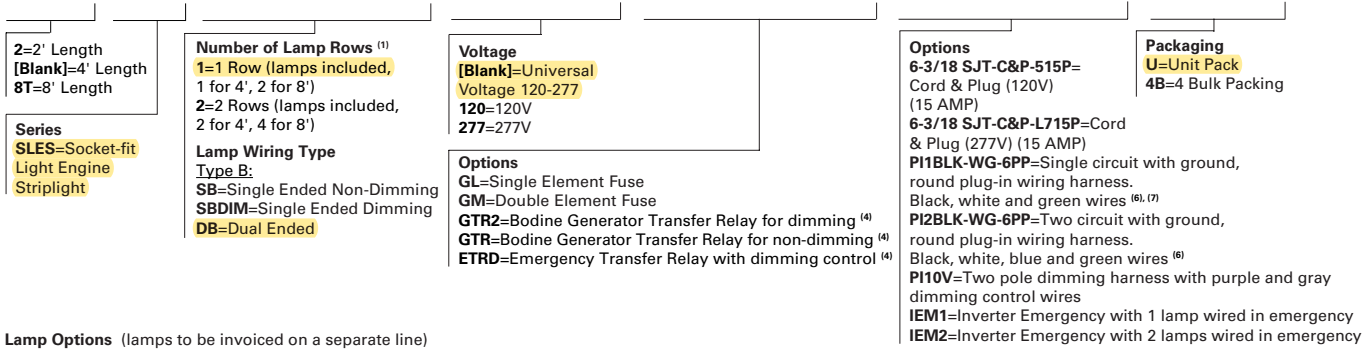 2=2' Length
[Blank]=4' Length
8T=8' Length
Series
SLES=Socket-fit
Light Engine
Striplight
Number of Lamp Rows (1)
1=1 Row (lamps included,
1 for 4', 2 for 8')
2=2 Rows (lamps included,
2 for 4', 4 for 8')
Lamp Wiring Type
Type B:
SB=Single Ended Non-Dimming
SBDIM=Single Ended Dimming
DB=Dual Ended
Voltage
[Blank]=Universal
Voltage 120-277
120=120V
277=277V
Options
GL=Single Element Fuse
GM=Double Element Fuse
GTR2=Bodine Generator Transfer Relay for dimming (4)
GTR=Bodine Generator Transfer Relay for non-dimming (4)
ETRD=Emergency Transfer Relay with dimming control (4)
Options
6-3/18 SJT-C&P-515P=
Cord & Plug (120V)
(15 AMP)
6-3/18 SJT-C&P-L715P=Cord
& Plug (277V) (15 AMP)
PI1BLK-WG-6PP=Single circuit with ground,
round plug-in wiring harness.
Black, white and green wires (6), (7)
PI2BLK-WG-6PP=Two circuit with ground,
round plug-in wiring harness.
Black, white, blue and green wires (6)
PI10V=Two pole dimming harness with purple and gray
dimming control wires
IEM1=Inverter Emergency with 1 lamp wired in emergency
IEM2=Inverter Emergency with 2 lamps wired in emergency
Packaging
U=Unit Pack
4B=4 Bulk Packing
Lamp Options (lamps to be invoiced on a separate line)